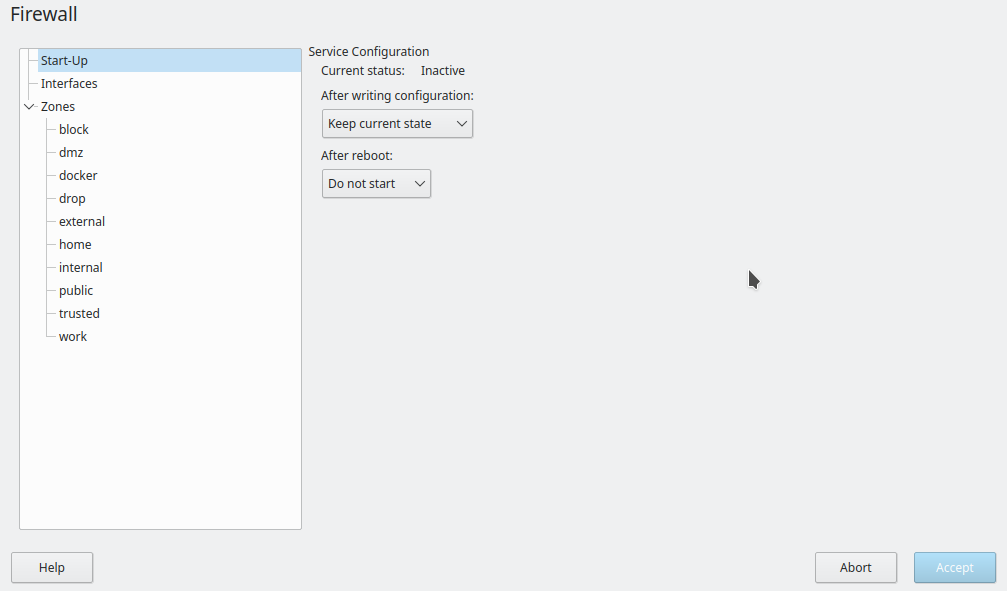 Firewall
Start-Up
Interfaces
Zones
block
dmz
docker
drop
external
home
internal
public
trusted
work
Service Configuration
Current status: Inactive
After writing configuration:
Keep current state
After reboot:
Do not start
Help
Abort
Accept